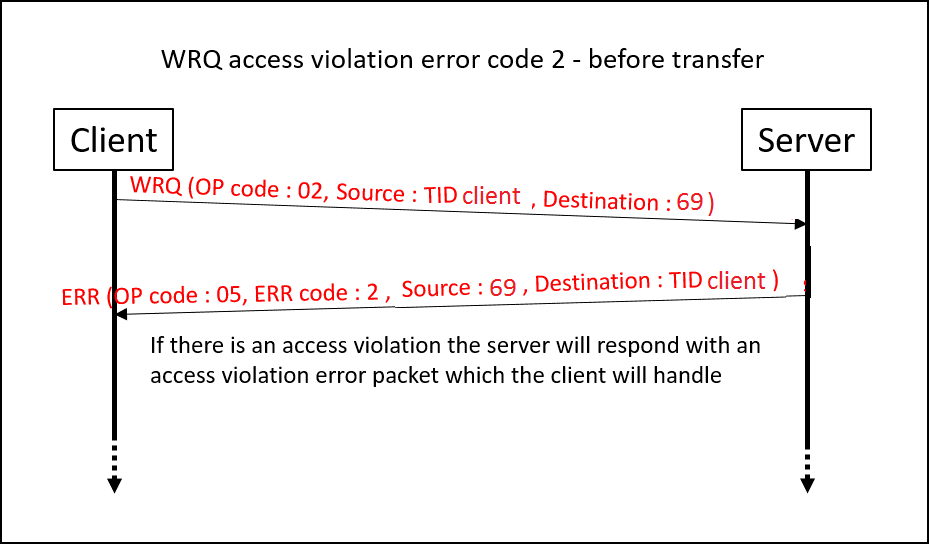 WRQ access violation error code 2 - before transfer
Client
Server
WRQ (OP code : 02, Source : TID client , Destination : 69 )
ERR (OP code : 05, ERR code : 2 , Source : 69 , Destination : TID client )
If there is an access violation the server will respond with an
access violation error packet which the client will handle